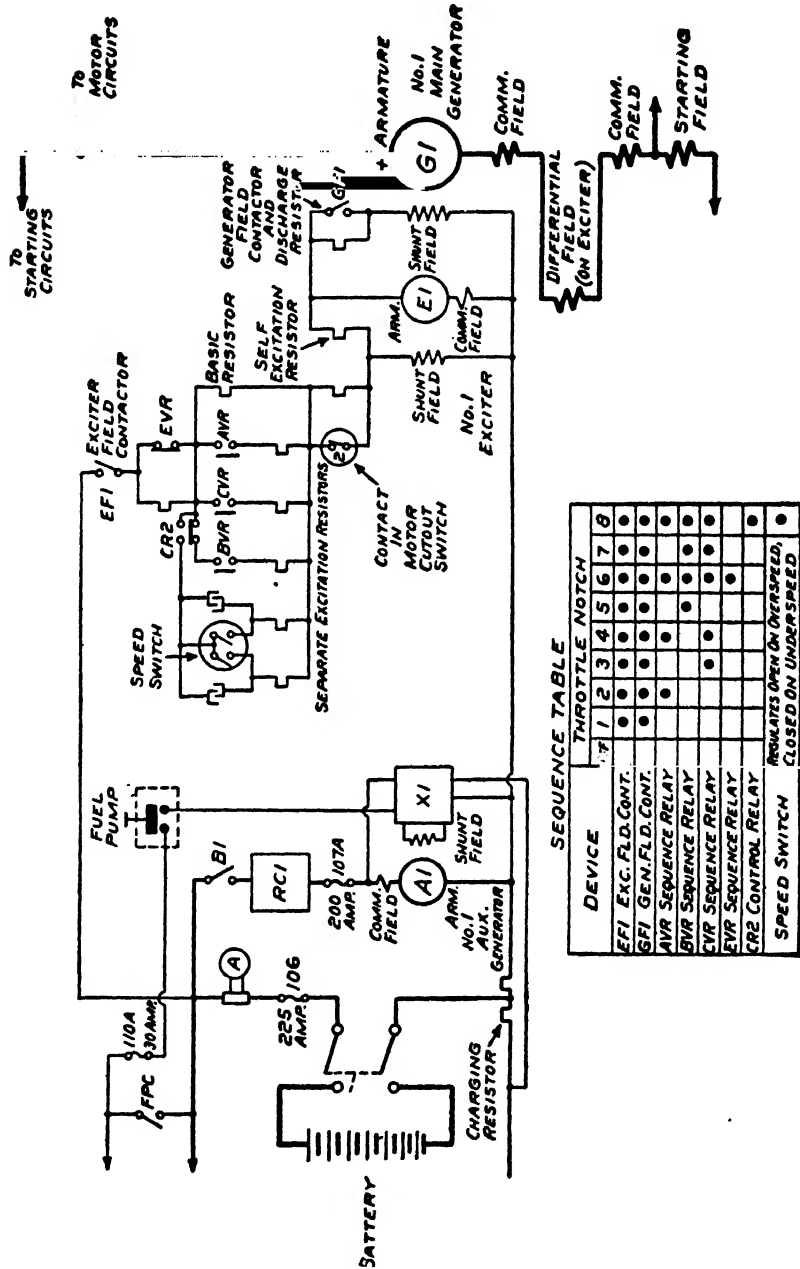 TO
STARTING
CIRCUITS
TO
MOTOR
CIRCUITS
EXCITER
FIELD
CONTACTOR
EF1
EVR
CR2
BASIC
RESISTOR
AVR
CVR
BVR
SPEED
SWITCH
SEPARATE EXCITATION RESISTORS
SELF
EXCITATION
RESISTOR
2
CONTACT
IN
MOTOR
CUTOUT
SWITCH
GENERATOR
FIELD
CONTACTOR
AND
DISCHARGE
RESISTOR
+ ARMATURE
G1
NO.1
MAIN
GENERATOR
COMM.
FIELD
SHUNT
FIELD
ARM.
E1
COMM.
FIELD
SHUNT
FIELD
NO.1
EXCITER
DIFFERENTIAL
FIELD
(ON EXCITER)
COMM.
FIELD
STARTING
FIELD
FUEL
PUMP
110A
30 AMP.
FPC
B1
A
RC1
106
225
AMP.
107A
200
AMP.
COMM.
FIELD
A1
ARM.
NO.1
AUX.
GENERATOR
X1
SHUNT
FIELD
CHARGING
RESISTOR
BATTERY
SEQUENCE TABLE
DEVICE
THROTTLE NOTCH
1 2 3 4 5 6 7 8
EF1 EXC. FLD. CONT. ● ● ● ● ● ● ● ●
GF1 GEN. FLD. CONT. ● ● ● ● ● ● ● ●
AVR SEQUENCE RELAY ● ● ● ●
BVR SEQUENCE RELAY ● ● ● ●
CVR SEQUENCE RELAY ● ● ● ● ●
EVR SEQUENCE RELAY ●
CR2 CONTROL RELAY ●
SPEED SWITCH
REGULATES OPEN ON OVERSPEED,
CLOSED ON UNDERSPEED ●